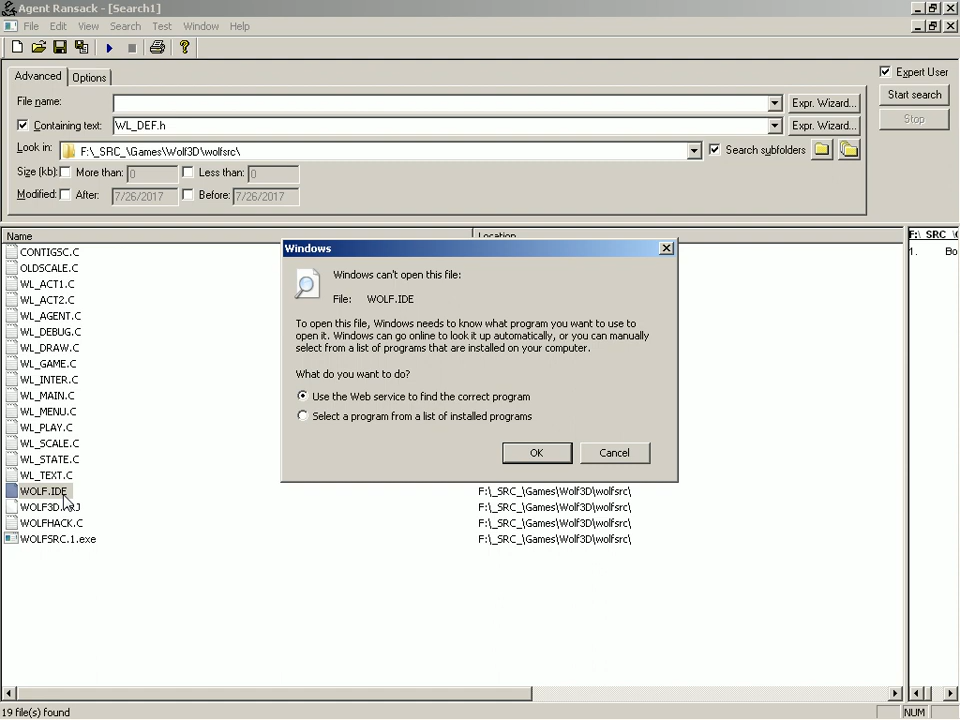 Agent Ransack - [Search1]
File Edit View Search Test Window Help
Advanced Options
Expert User
File name:
Expr. Wizard...
Start search
Containing text: WL_DEF.h
Expr. Wizard...
Stop
Look in: F:\_SRC_\Games\Wolf3D\wolfsrc\
Search subfolders
Size (kb): More than: 0 Less than: 0
Modified: After: 7/26/2017 Before: 7/26/2017
Name Location
F:\_SRC_\G
CONTIGSC.C
1. Bo
OLDSCALE.C
WL_ACT1.C
WL_ACT2.C
WL_AGENT.C
WL_DEBUG.C
WL_DRAW.C
WL_GAME.C
WL_INTER.C
WL_MAIN.C
WL_MENU.C
WL_PLAY.C
WL_SCALE.C
WL_STATE.C
WL_TEXT.C
WOLF.IDE F:\_SRC_\Games\Wolf3D\wolfsrc\
F:\_SRC_\Games\Wolf3D\wolfsrc\
WOLFHACK.C F:\_SRC_\Games\Wolf3D\wolfsrc\
WOLFSRC.1.exe F:\_SRC_\Games\Wolf3D\wolfsrc\
Windows
Windows can't open this file:
File: WOLF.IDE
To open this file, Windows needs to know what program you want to use to
open it. Windows can go online to look it up automatically, or you can manually
select from a list of programs that are installed on your computer.
What do you want to do?
Use the Web service to find the correct program
Select a program from a list of installed programs
OK Cancel
19 file(s) found
NUM